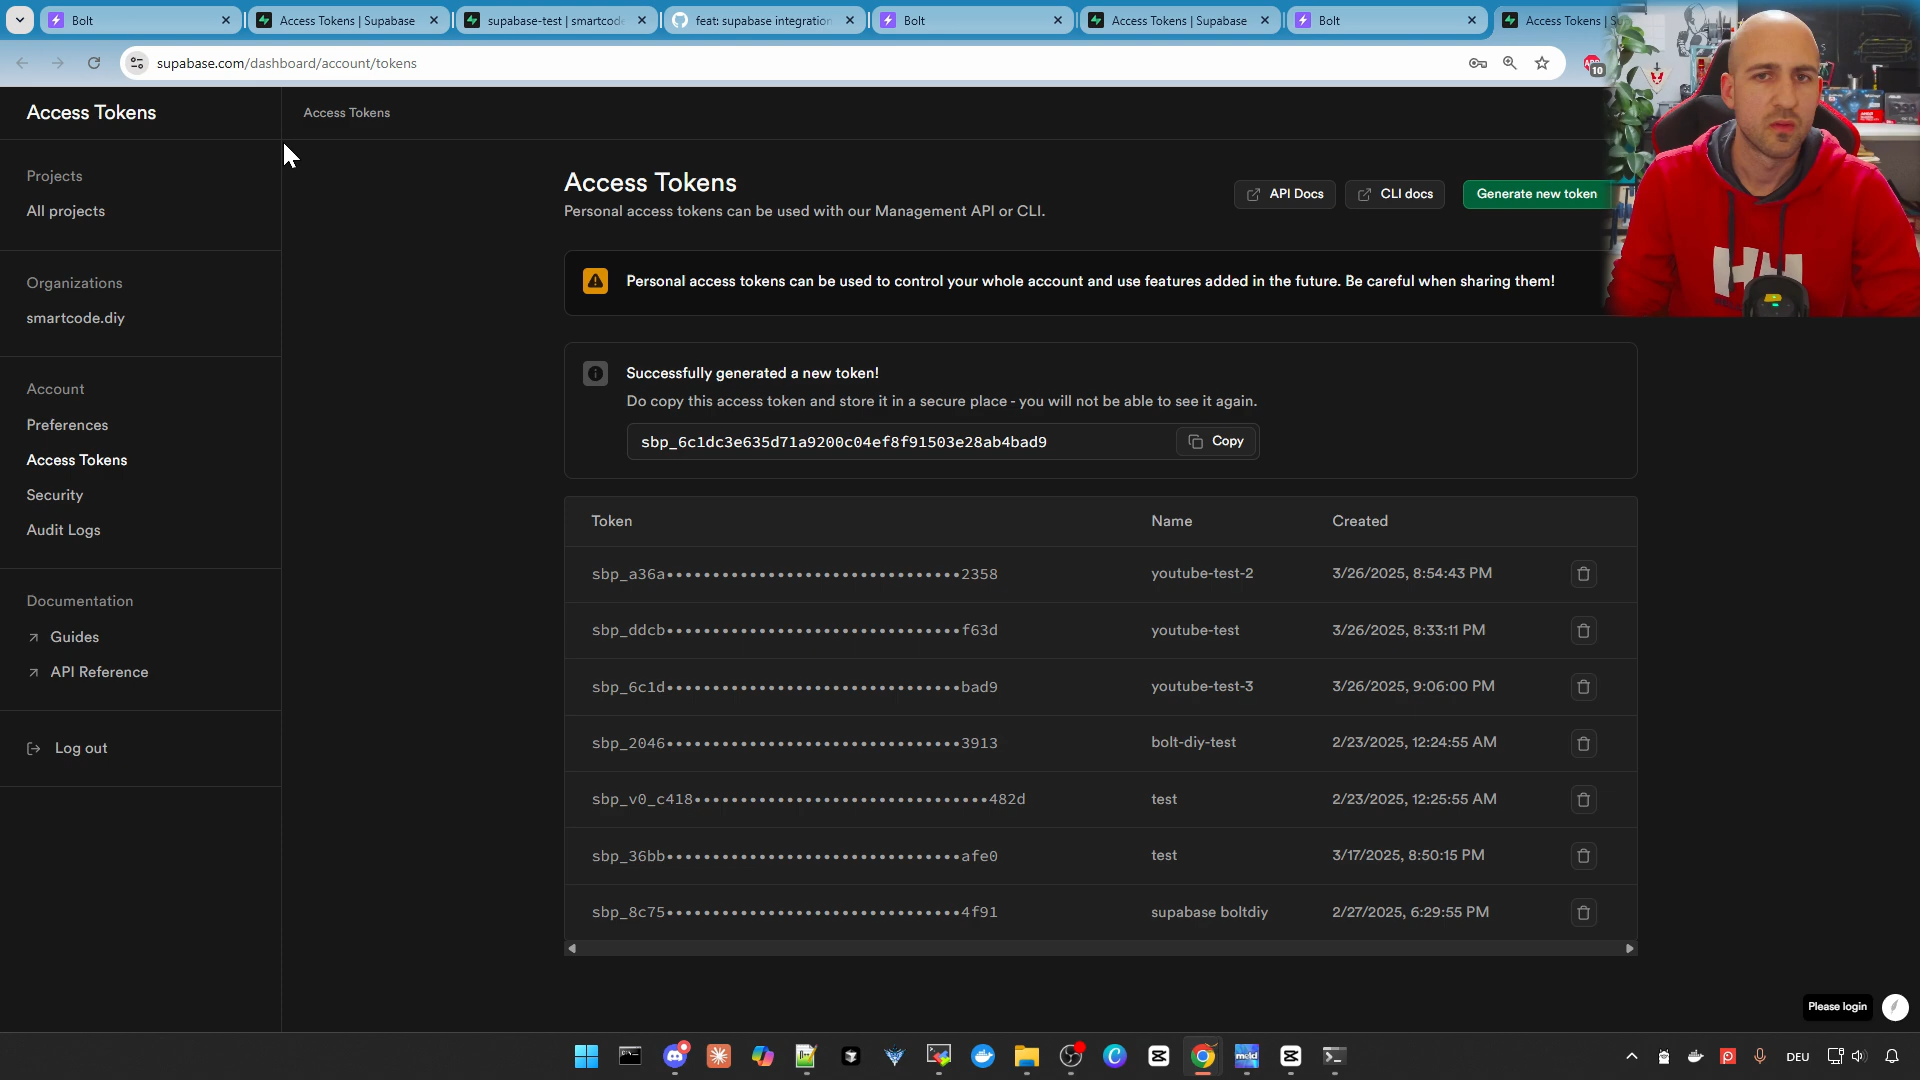 Bolt
Access Tokens | Supabase
supabase-test | smartcode
feat: supabase integration
Bolt
Access Tokens | Supabase
Bolt
Access Tokens | Su
supabase.com/dashboard/account/tokens
10
Access Tokens
Access Tokens
Projects
All projects
Organizations
smartcode.diy
Account
Preferences
Access Tokens
Security
Audit Logs
Documentation
Guides
API Reference
Log out
Access Tokens
Personal access tokens can be used with our Management API or CLI.
API Docs
CLI docs
Generate new token
Personal access tokens can be used to control your whole account and use features added in the future. Be careful when sharing them!
Successfully generated a new token!
Do copy this access token and store it in a secure place - you will not be able to see it again.
sbp_6c1dc3e635d71a9200c04ef8f91503e28ab4bad9
Copy
Token Name Created
sbp_a36a••••••••••••••••••••••••••••••••2358 youtube-test-2 3/26/2025, 8:54:43 PM
sbp_ddcb••••••••••••••••••••••••••••••••f63d youtube-test 3/26/2025, 8:33:11 PM
sbp_6c1d••••••••••••••••••••••••••••••••bad9 youtube-test-3 3/26/2025, 9:06:00 PM
sbp_2046••••••••••••••••••••••••••••••••3913 bolt-diy-test 2/23/2025, 12:24:55 AM
sbp_v0_c418••••••••••••••••••••••••••••••••482d test 2/23/2025, 12:25:55 AM
sbp_36bb••••••••••••••••••••••••••••••••afe0 test 3/17/2025, 8:50:15 PM
sbp_8c75••••••••••••••••••••••••••••••••4f91 supabase boltdiy 2/27/2025, 6:29:55 PM
Please login
HH
DEU